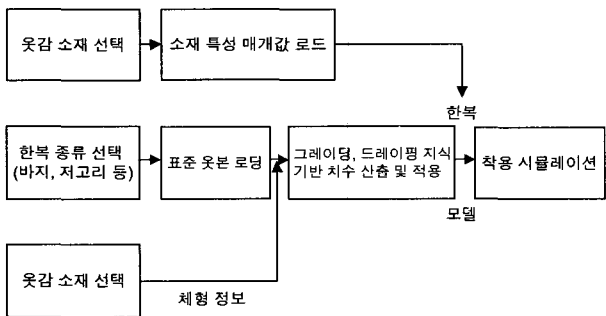 옷감 소재 선택
소재 특성 매개값 로드
한복
한복 종류 선택
(바지, 저고리 등)
표준 옷본 로딩
그레이딩, 드레이핑 지식
기반 치수 산출 및 적용
착용 시뮬레이션
모델
옷감 소재 선택
체형 정보